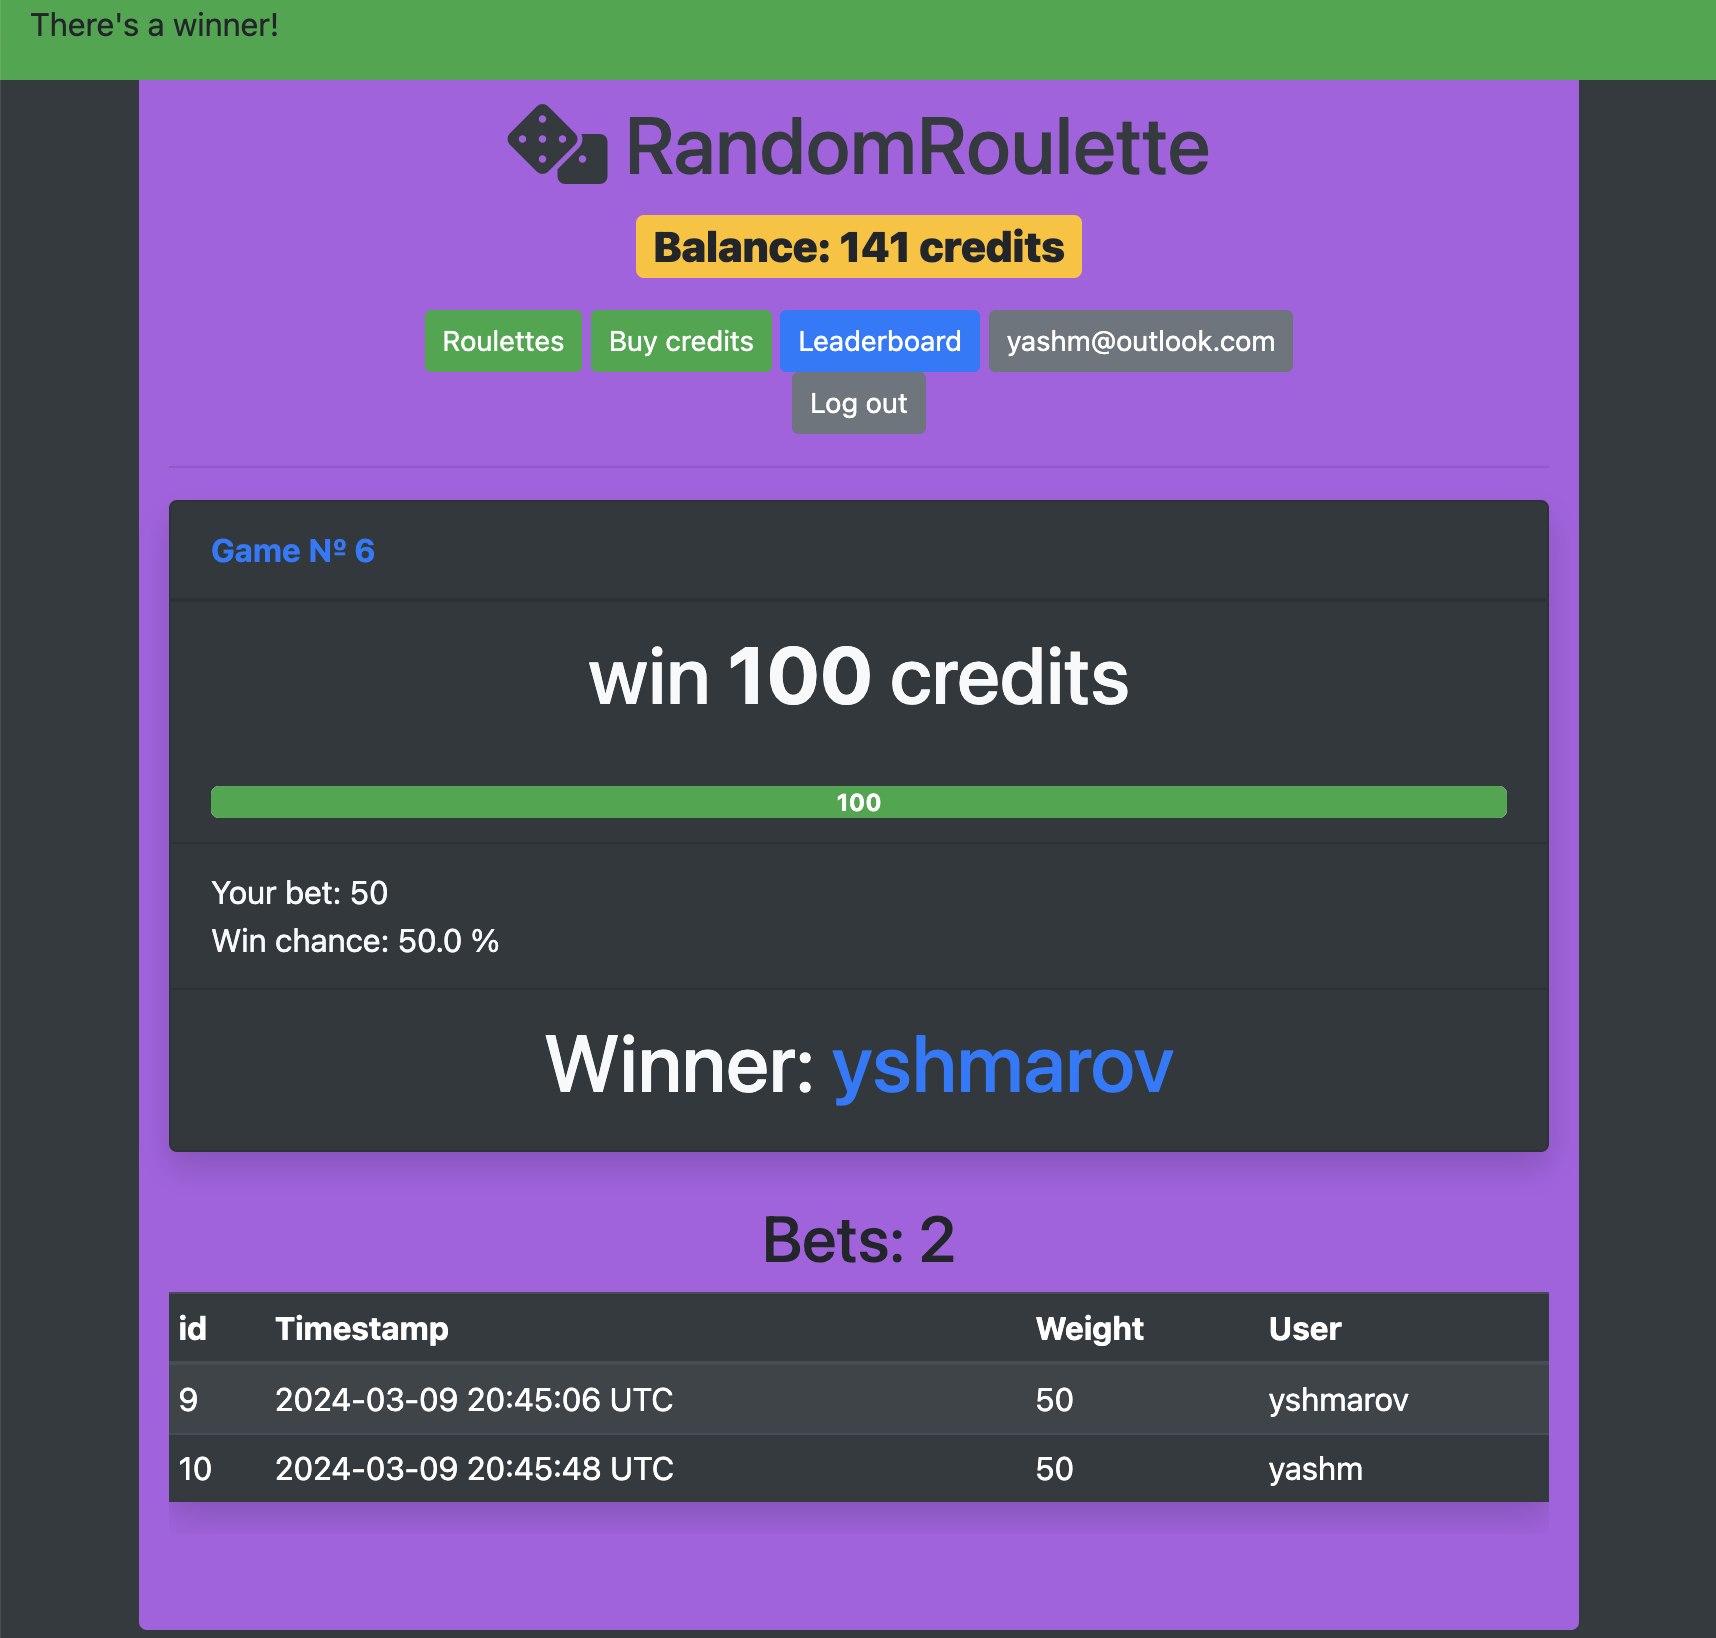 There's a winner!
RandomRoulette
Balance: 141 credits
Roulettes Buy credits Leaderboard yashm@outlook.com
Log out
Game Nº 6
win 100 credits
100
Your bet: 50
Win chance: 50.0 %
Winner: yshmarov
Bets: 2
id Timestamp Weight User
9 2024-03-09 20:45:06 UTC 50 yshmarov
10 2024-03-09 20:45:48 UTC 50 yashm